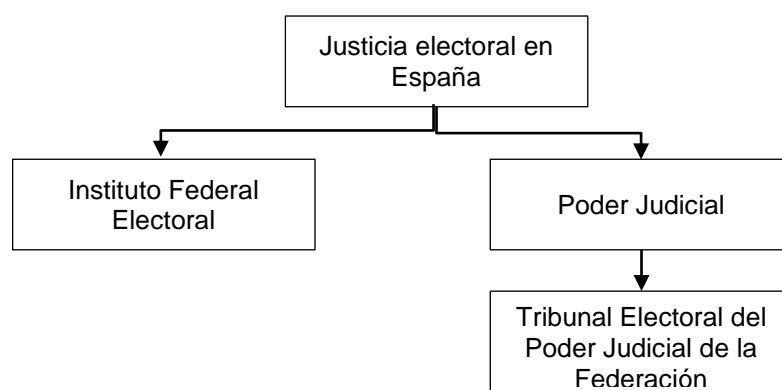 Justicia electoral en
España
Instituto Federal
Electoral
Poder Judicial
Tribunal Electoral del
Poder Judicial de la
Federación